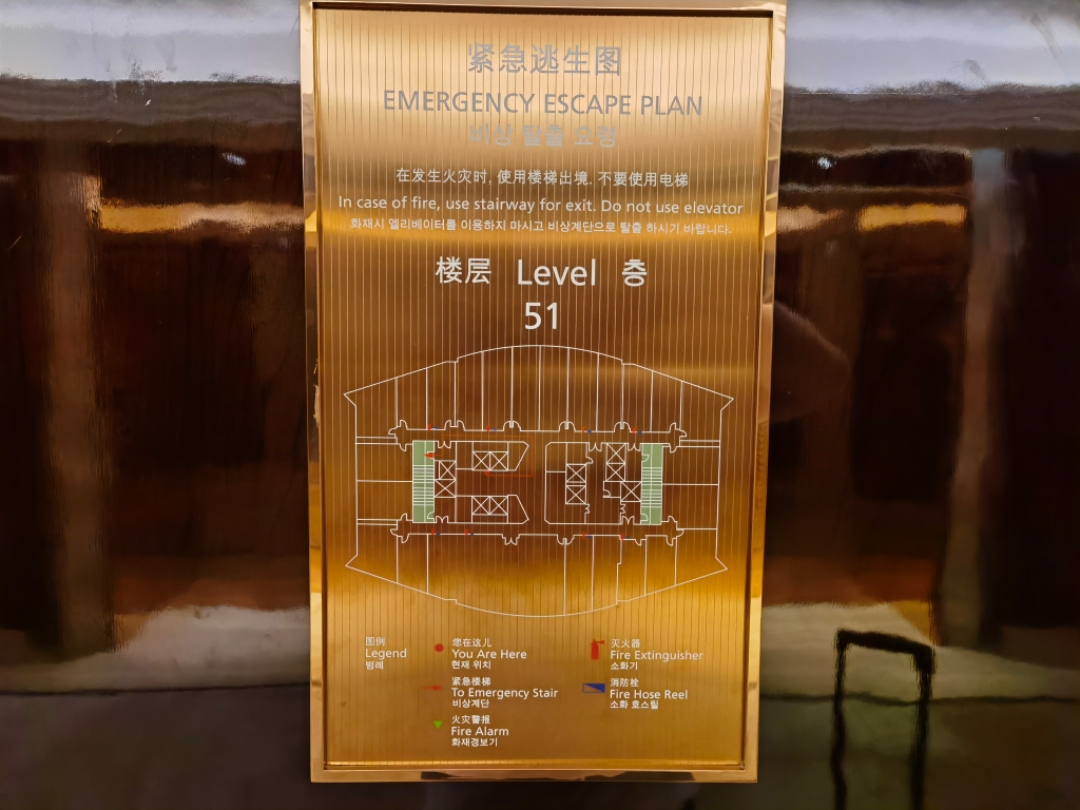 紧急逃生图
EMERGENCY ESCAPE PLAN
비상 탈출 요령
在发生火灾时, 使用楼梯出境. 不要使用电梯
In case of fire, use stairway for exit. Do not use elevator
화재시 엘리베이터를 이용하지 마시고 비상계단으로 탈출 하시기 바랍니다.
楼层 Level 층
51
图例
Legend
범례
您在这儿
You Are Here
현재 위치
紧急楼梯
To Emergency Stair
비상계단
火灾警报
Fire Alarm
화재경보기
灭火器
Fire Extinguisher
소화기
消防栓
Fire Hose Reel
소화 호스릴